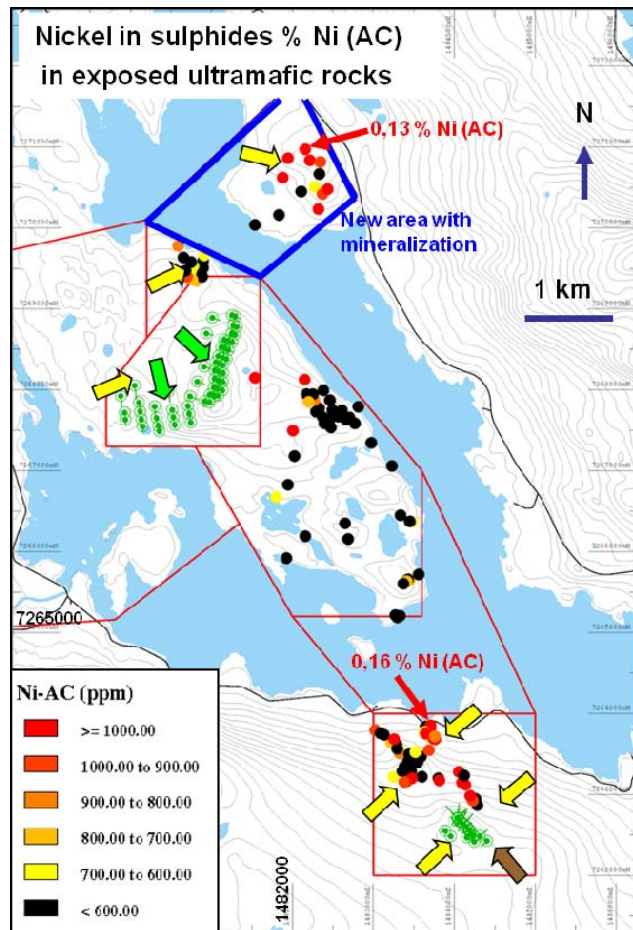 Nickel in sulphides % Ni (AC)
in exposed ultramafic rocks
N
0,13 % Ni (AC)
New area with
mineralization
1 km
7265000
0,16 % Ni (AC)
1482000
Ni-AC (ppm)
>= 1000.00
1000.00 to 900.00
900.00 to 800.00
800.00 to 700.00
700.00 to 600.00
< 600.00